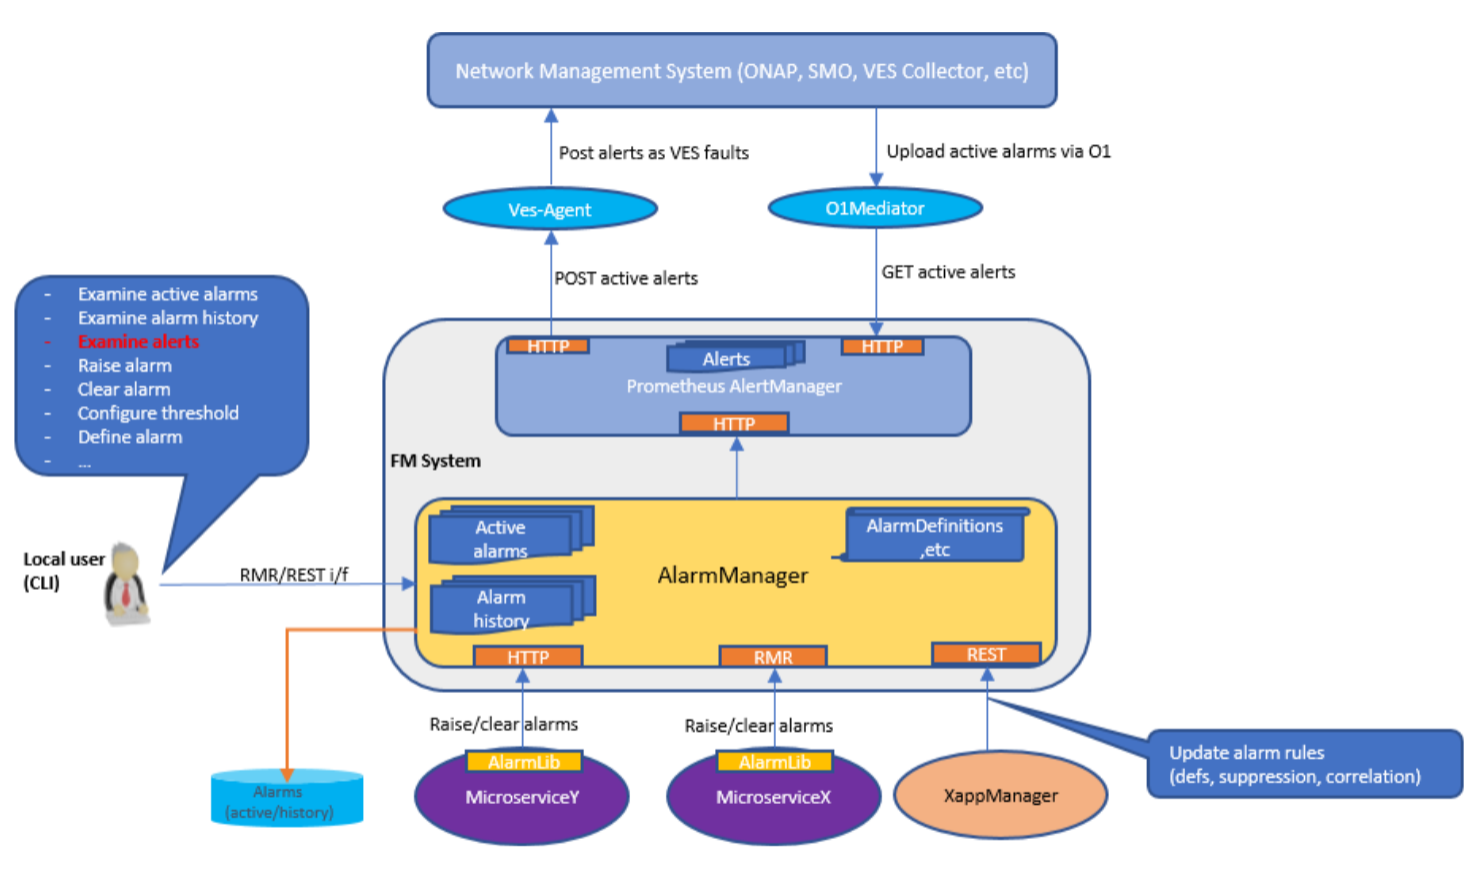 Network Management System (ONAP, SMO, VES Collector, etc)
Post alerts as VES faults
Upload active alarms via O1
Ves-Agent
O1Mediator
POST active alerts
GET active alerts
- Examine active alarms
- Examine alarm history
- Examine alerts
- Raise alarm
- Clear alarm
- Configure threshold
- Define alarm
- ...
HTTP
Alerts
HTTP
Prometheus AlertManager
HTTP
FM System
Active
alarms
AlarmDefinitions
,etc
Local user
(CLI)
RMR/REST i/f
AlarmManager
Alarm
history
HTTP
RMR
REST
Raise/clear alarms
Raise/clear alarms
Update alarm rules
(defs, suppression, correlation)
AlarmLib
AlarmLib
Alarms
(active/history)
MicroserviceY
MicroserviceX
XappManager